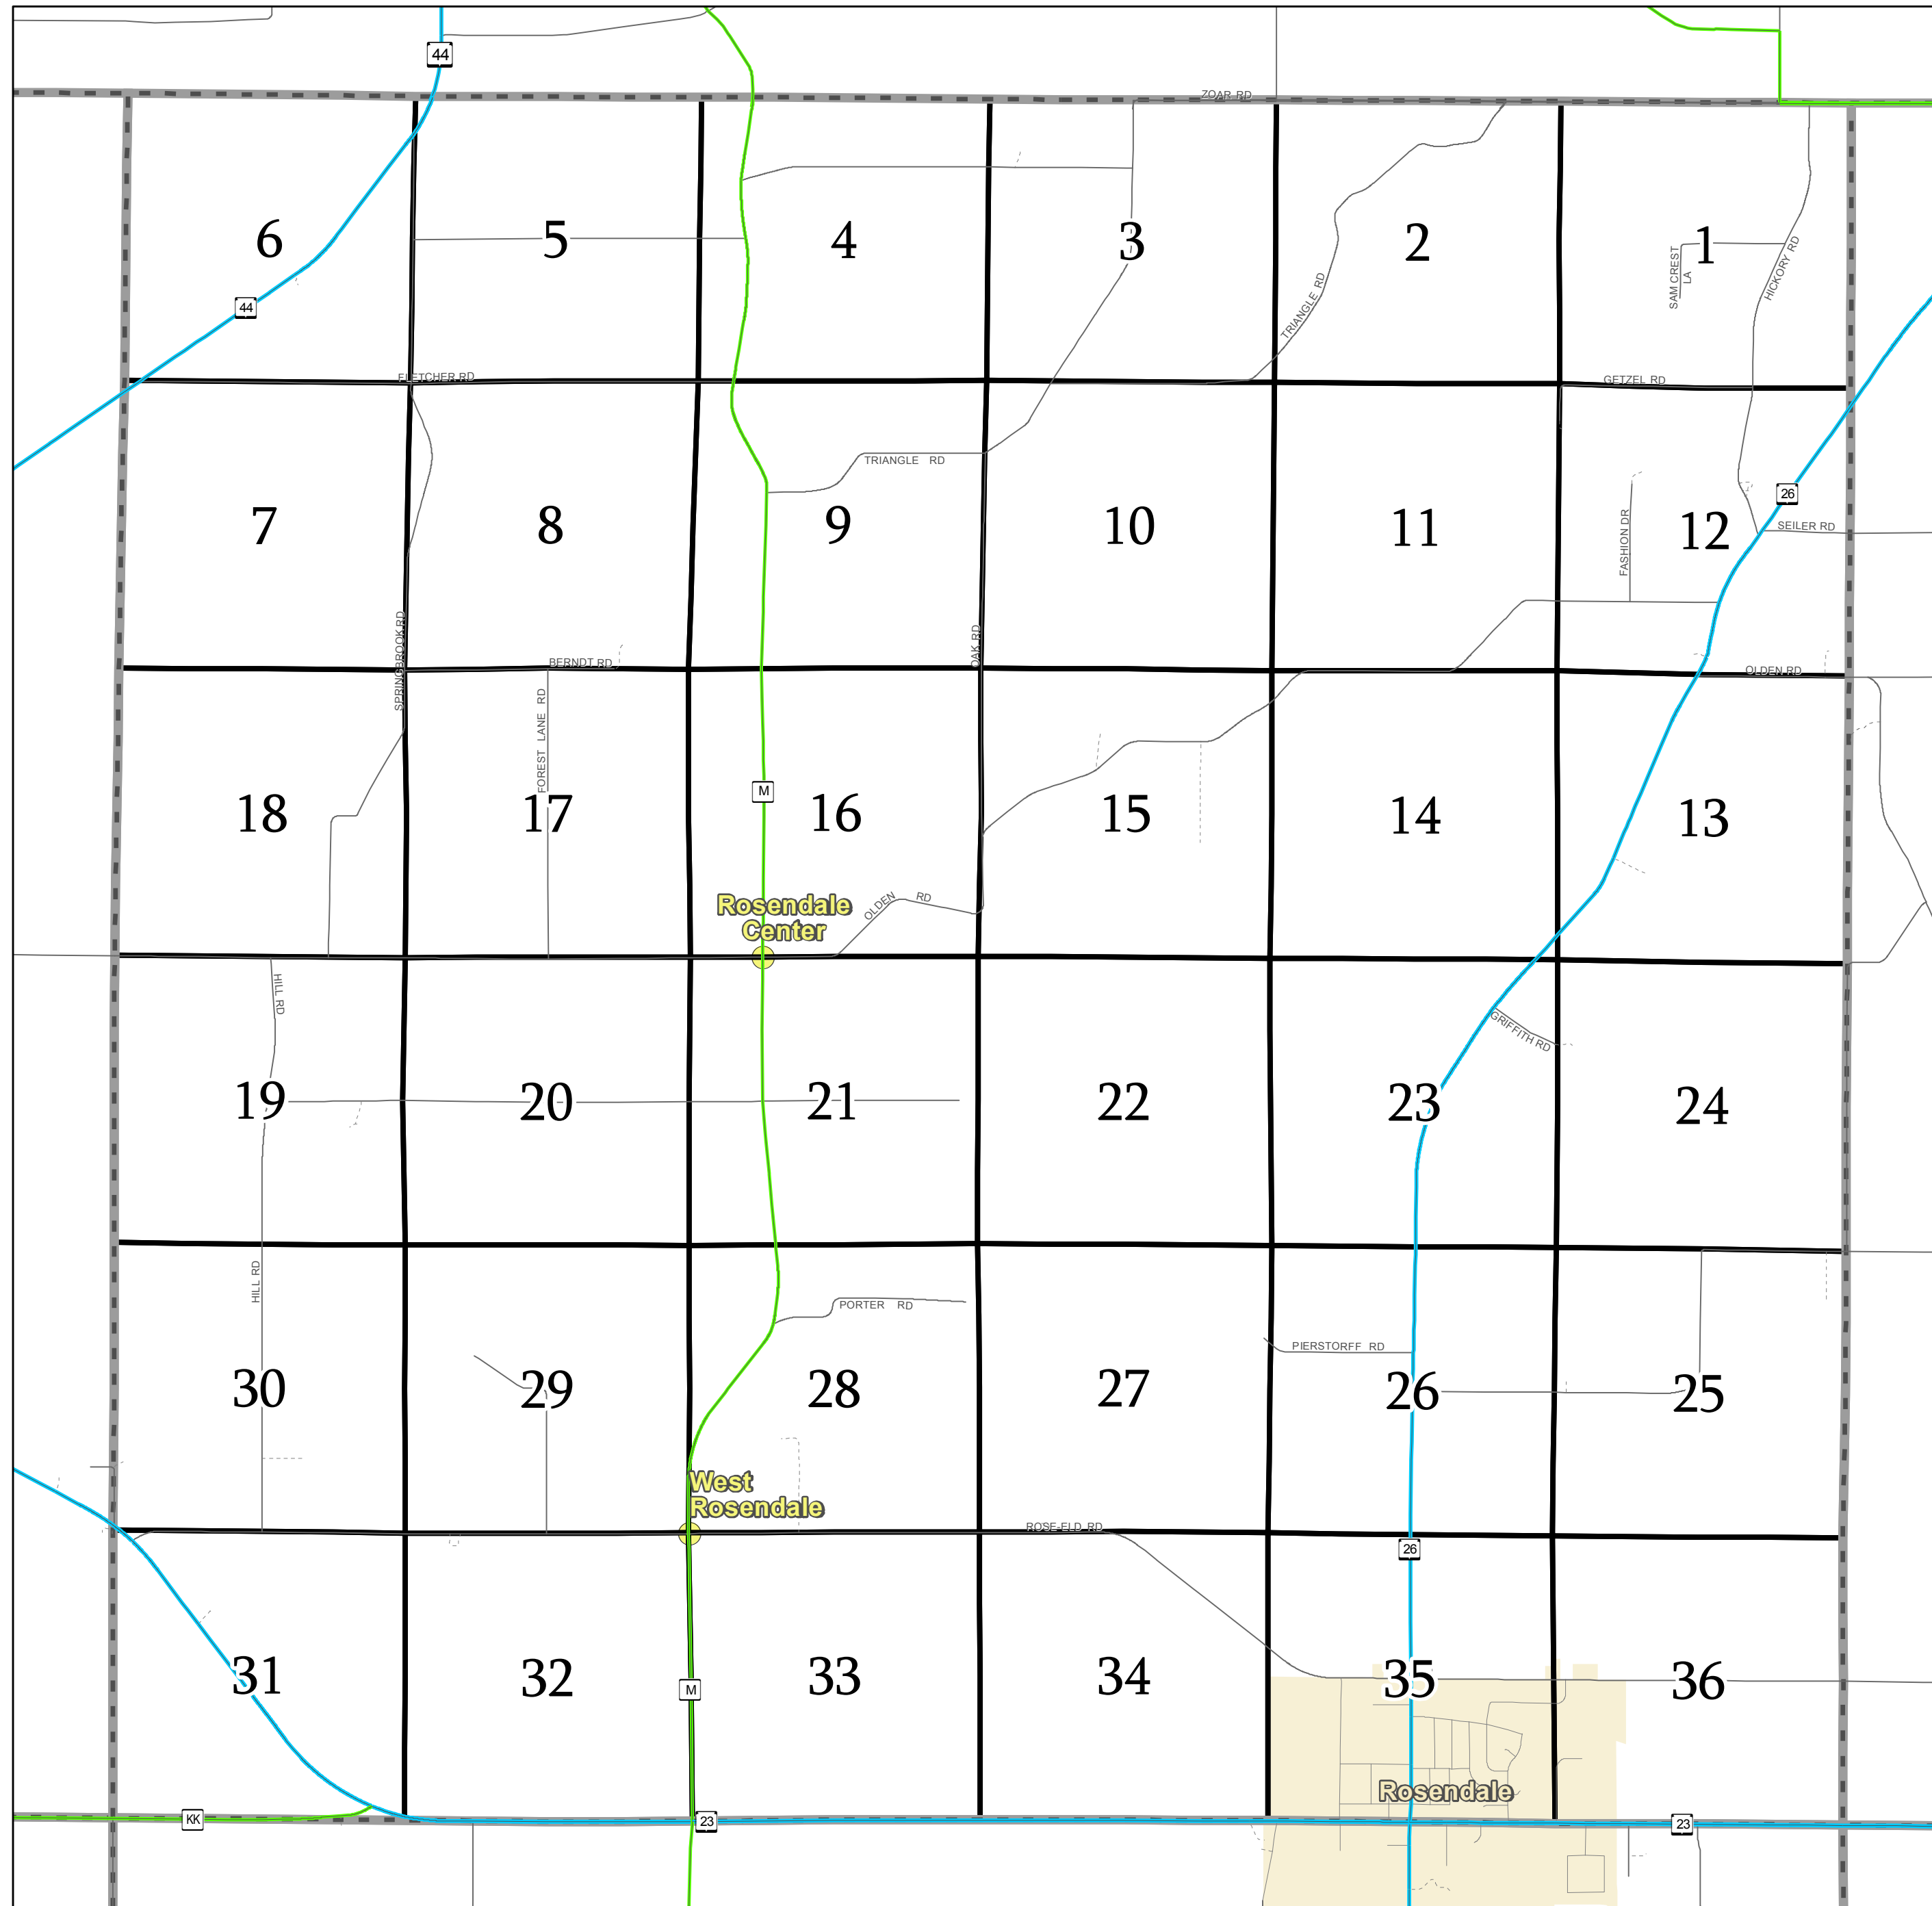 44
ZOAR RD
6
5
4
3
2
1
SAM CREST
LA
HICKORY RD
TRIANGLE RD
44
FLETCHER RD
GETZEL RD
TRIANGLE RD
26
7
8
9
10
11
12
FASHION DR
SEILER RD
SPRINGBROOK RD
OAK RD
BERNDT RD
OLDEN RD
FOREST LANE RD
M
18
17
16
15
14
13
Rosendale
Center
OLDEN RD
HILL RD
GRIFFITH RD
19
20
21
22
23
24
HILL RD
PORTER RD
PIERSTORFF RD
30
29
28
27
26
25
West
Rosendale
ROSE-ELD RD
26
31
32
33
34
35
36
M
Rosendale
KK
23
23